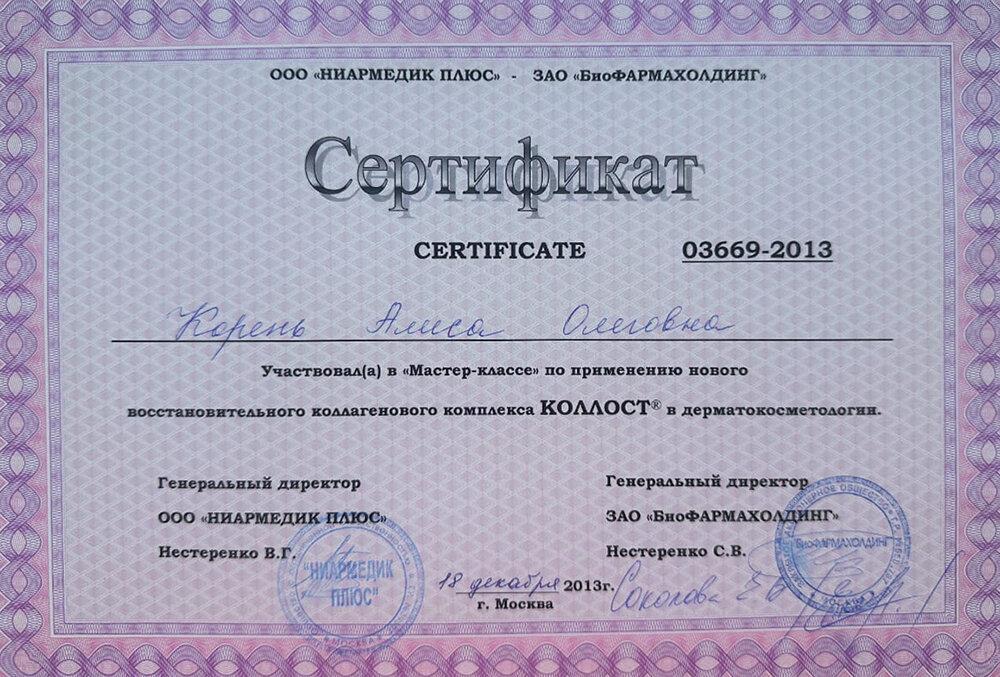 ООО «НИАРМЕДИК ПЛЮС» - ЗАО «БиоФАРМАХОЛДИНГ»
Сертификат
CERTIFICATE 03669-2013
Корень Алиса Олеговна
Участвовал(а) в «Мастер-классе» по применению нового
восстановительного коллагенового комплекса КОЛЛОСТ® в дерматокосметологии.
Генеральный директор
ООО «НИАРМЕДИК ПЛЮС»
Нестеренко В.Г.
Генеральный директор
ЗАО «БиоФАРМАХОЛДИНГ»
Нестеренко С.В.
"НИАРМЕДИК
ПЛЮС"
БиоФАРМАХОЛДИНГ
МОСКВА
18 декабря 2013г.
г. Москва
Соколова Е В